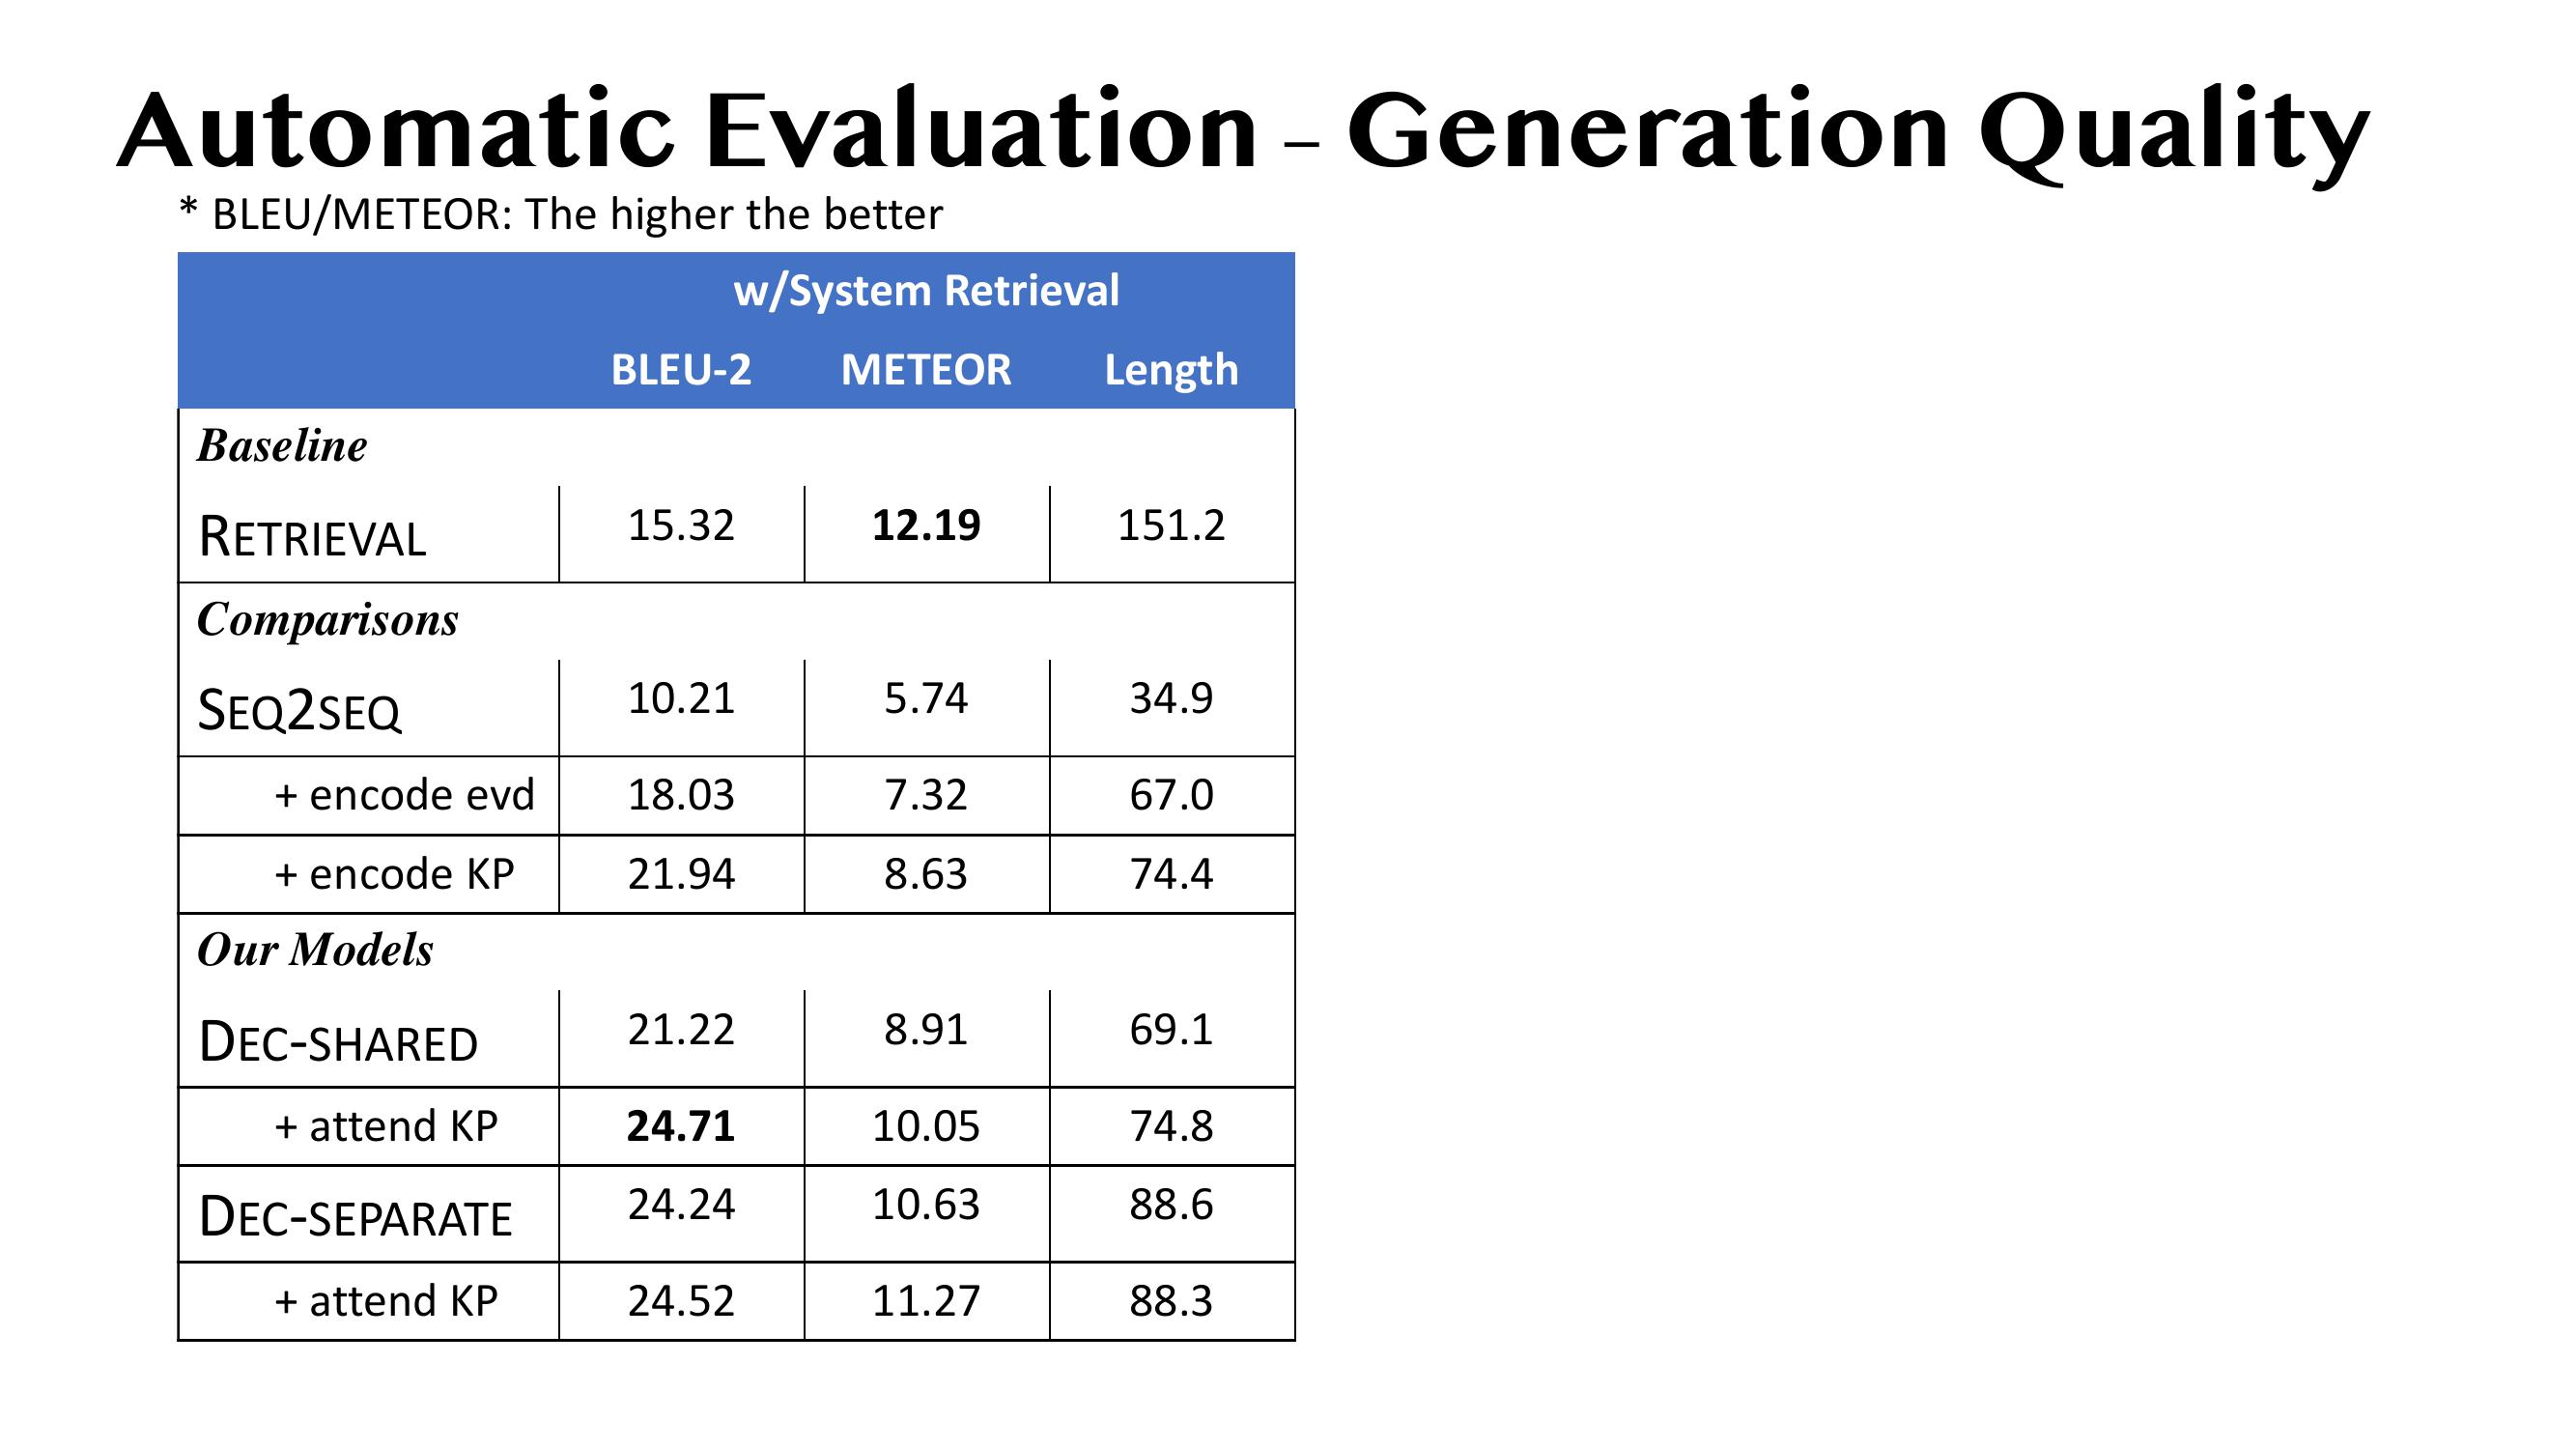 Automatic Evaluation – Generation Quality
* BLEU/METEOR: The higher the better
w/System Retrieval
BLEU-2 METEOR Length
Baseline
RETRIEVAL 15.32 12.19 151.2
Comparisons
SEQ2SEQ 10.21 5.74 34.9
+ encode evd 18.03 7.32 67.0
+ encode KP 21.94 8.63 74.4
Our Models
DEC-SHARED 21.22 8.91 69.1
+ attend KP 24.71 10.05 74.8
DEC-SEPARATE 24.24 10.63 88.6
+ attend KP 24.52 11.27 88.3